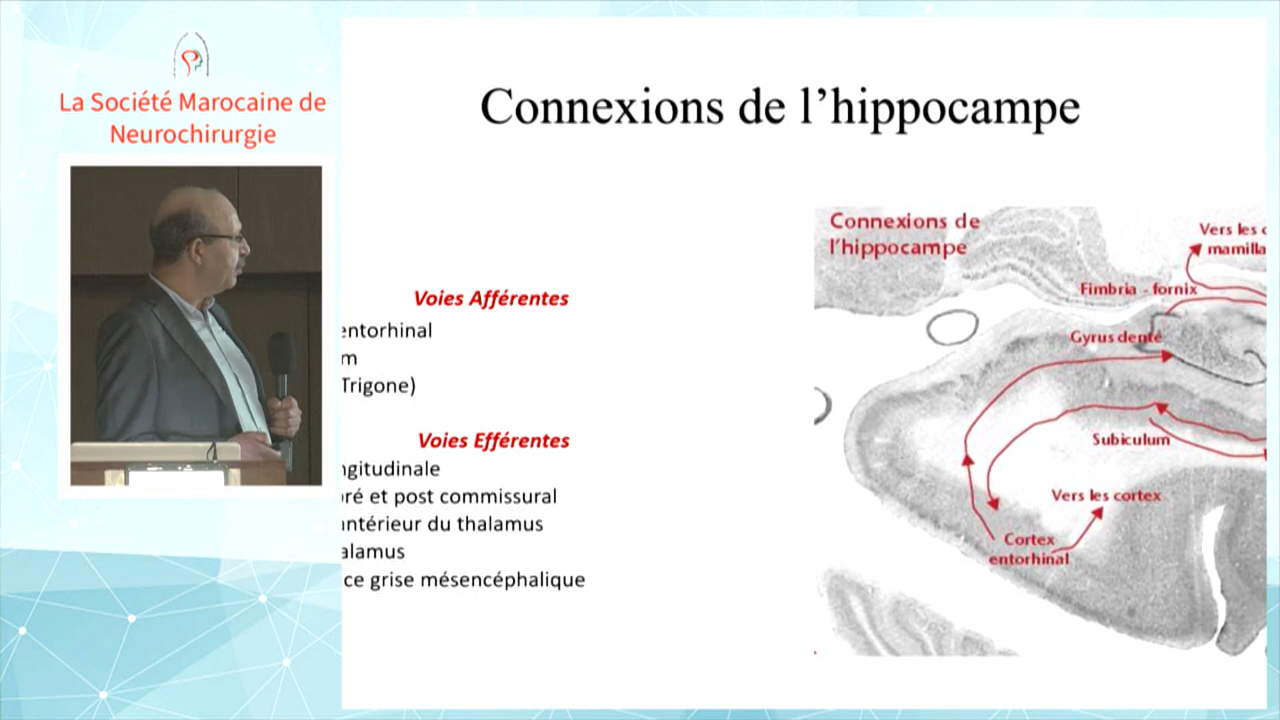 La Société Marocaine de
Neurochirurgie
Connexions de l’hippocampe
Voies Afférentes
entorhinal
Trigone)
Voies Efférentes
ngitudinale
ré et post commissural
antérieur du thalamus
alamus
ce grise mésencéphalique
Connexions de
l'hippocampe
Vers les
mamilla
Fimbria - fornix
Gyrus denté
Subiculum
Vers les cortex
Cortex
entorhinal